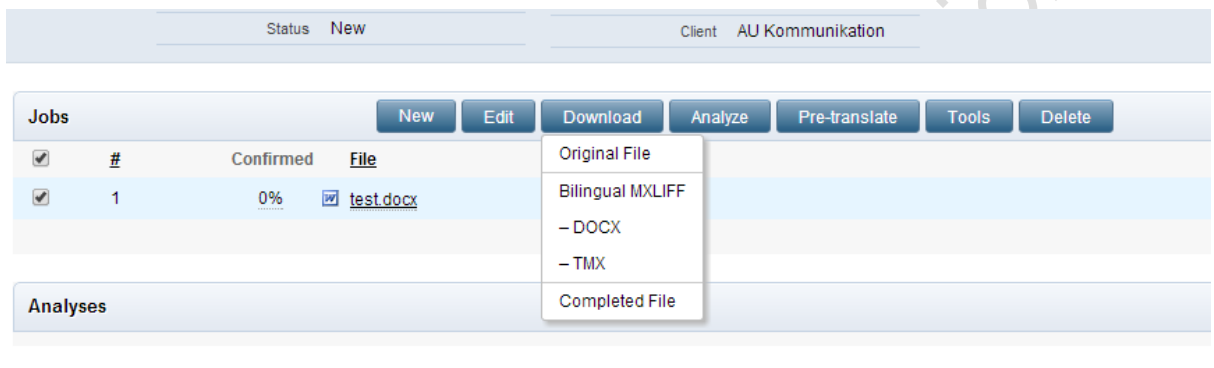 Status New Client AU Kommunikation
Jobs New Edit Download Analyze Pre-translate Tools Delete
# Confirmed File
1 0% test.docx
Original File
Bilingual MXLIFF
– DOCX
– TMX
Completed File
Analyses